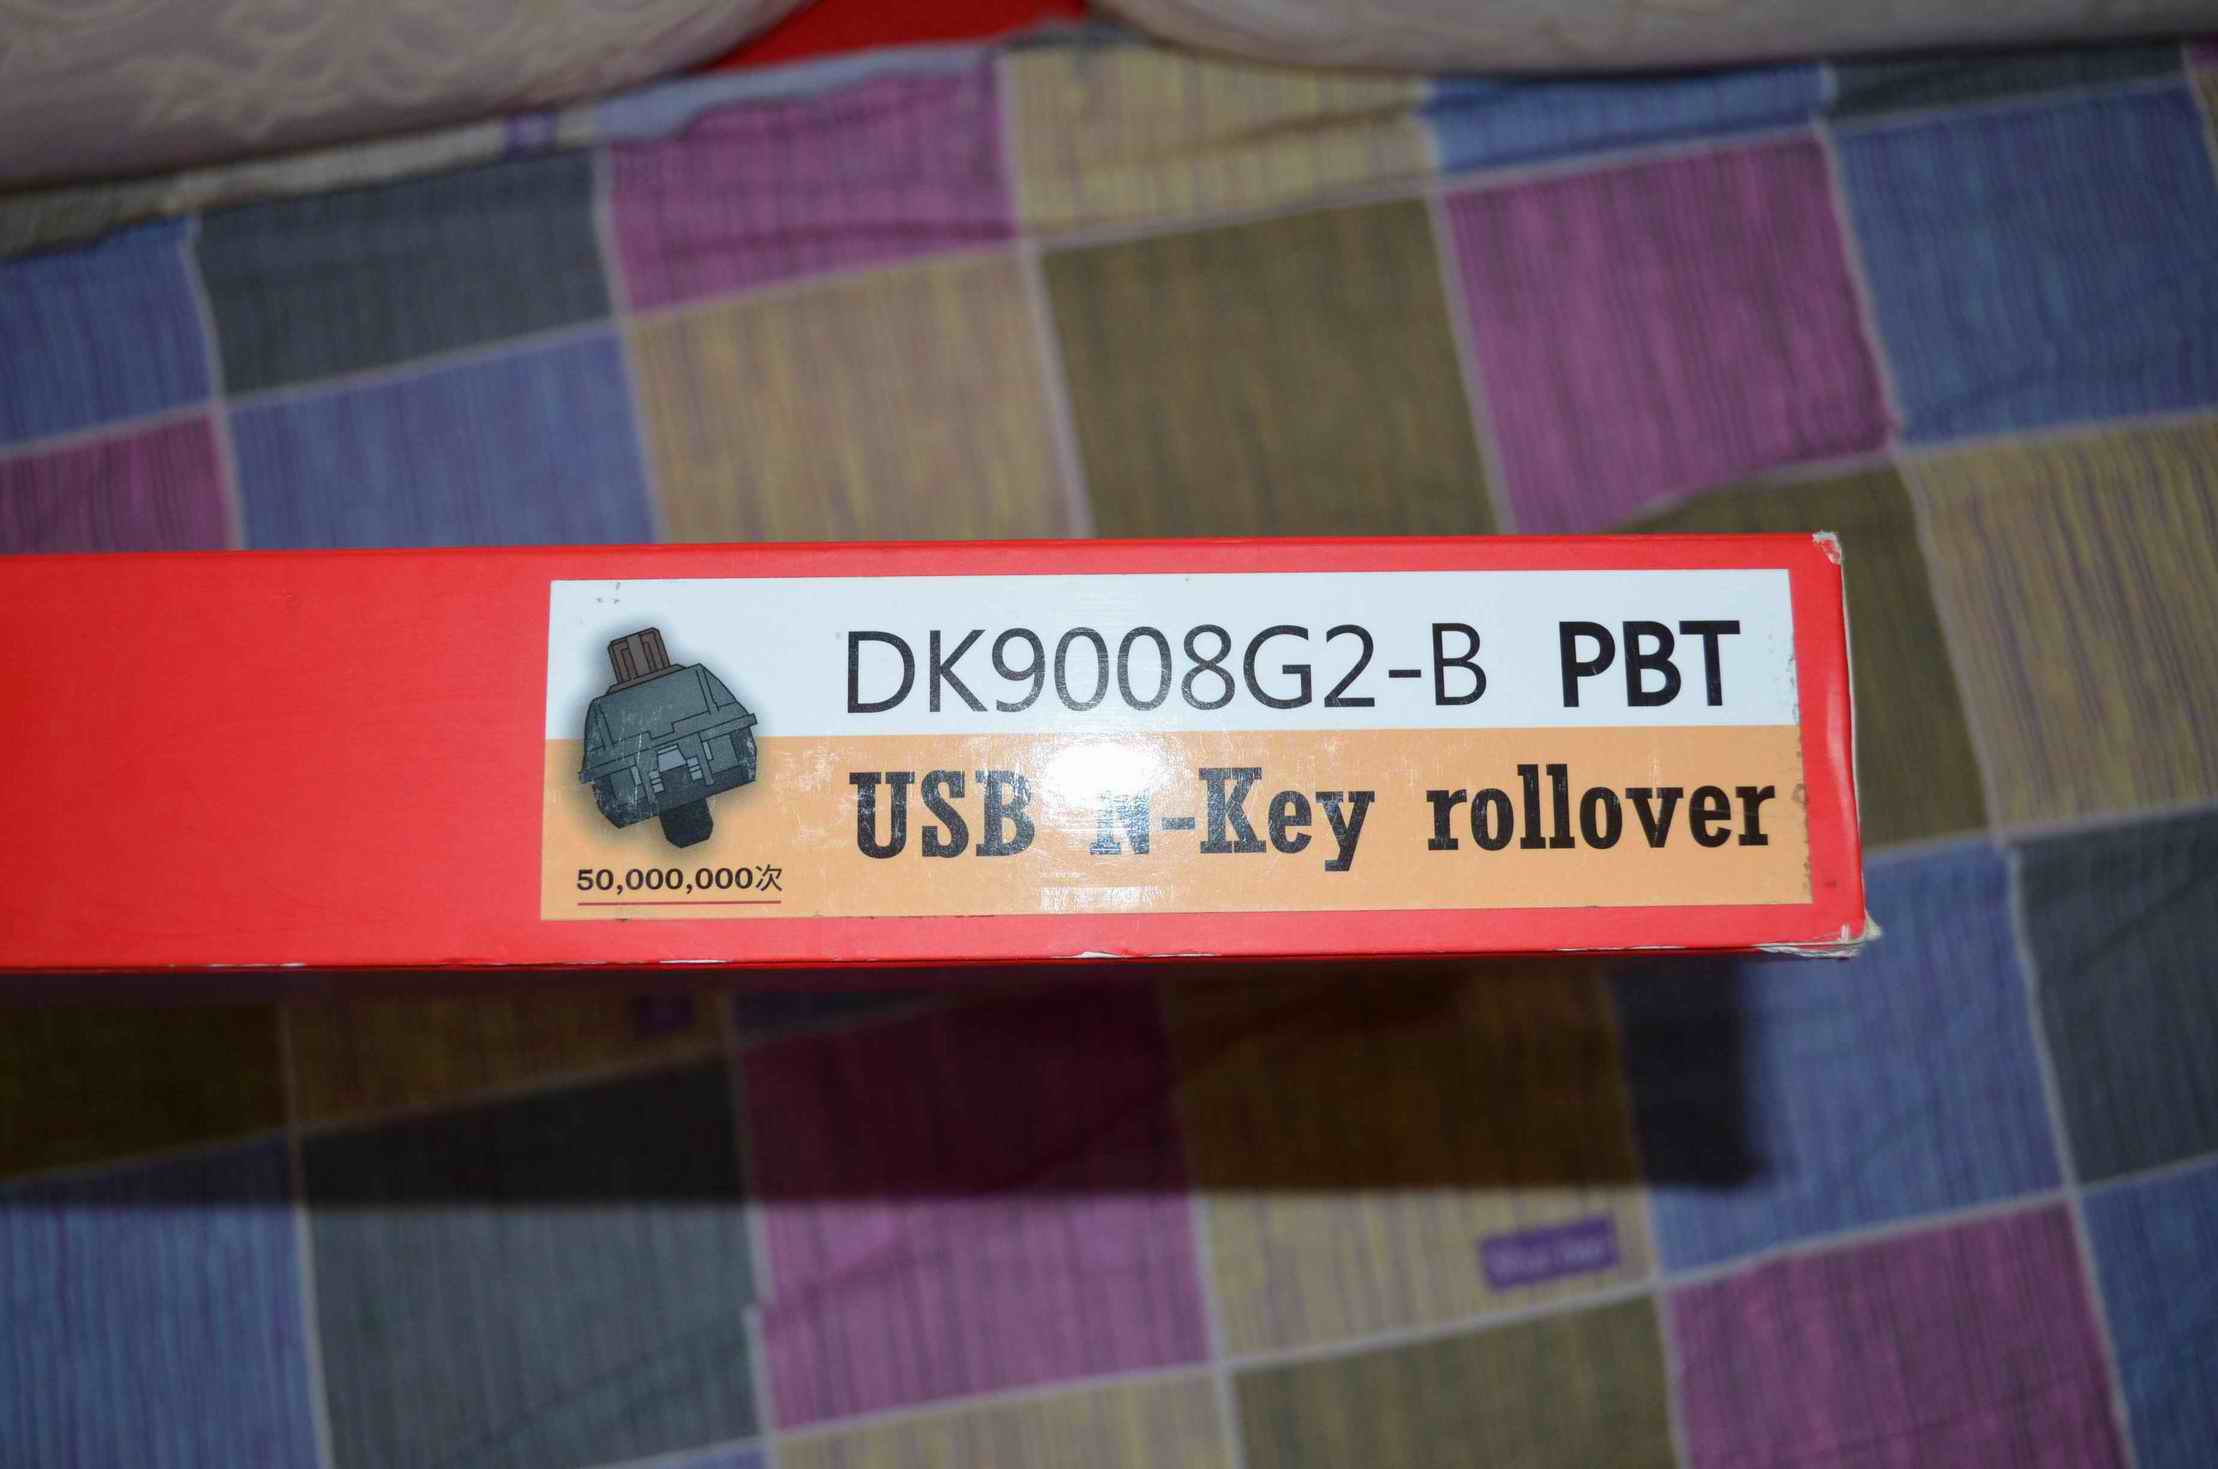 DK9008G2-B PBT
USB N-Key rollover
50,000,000次